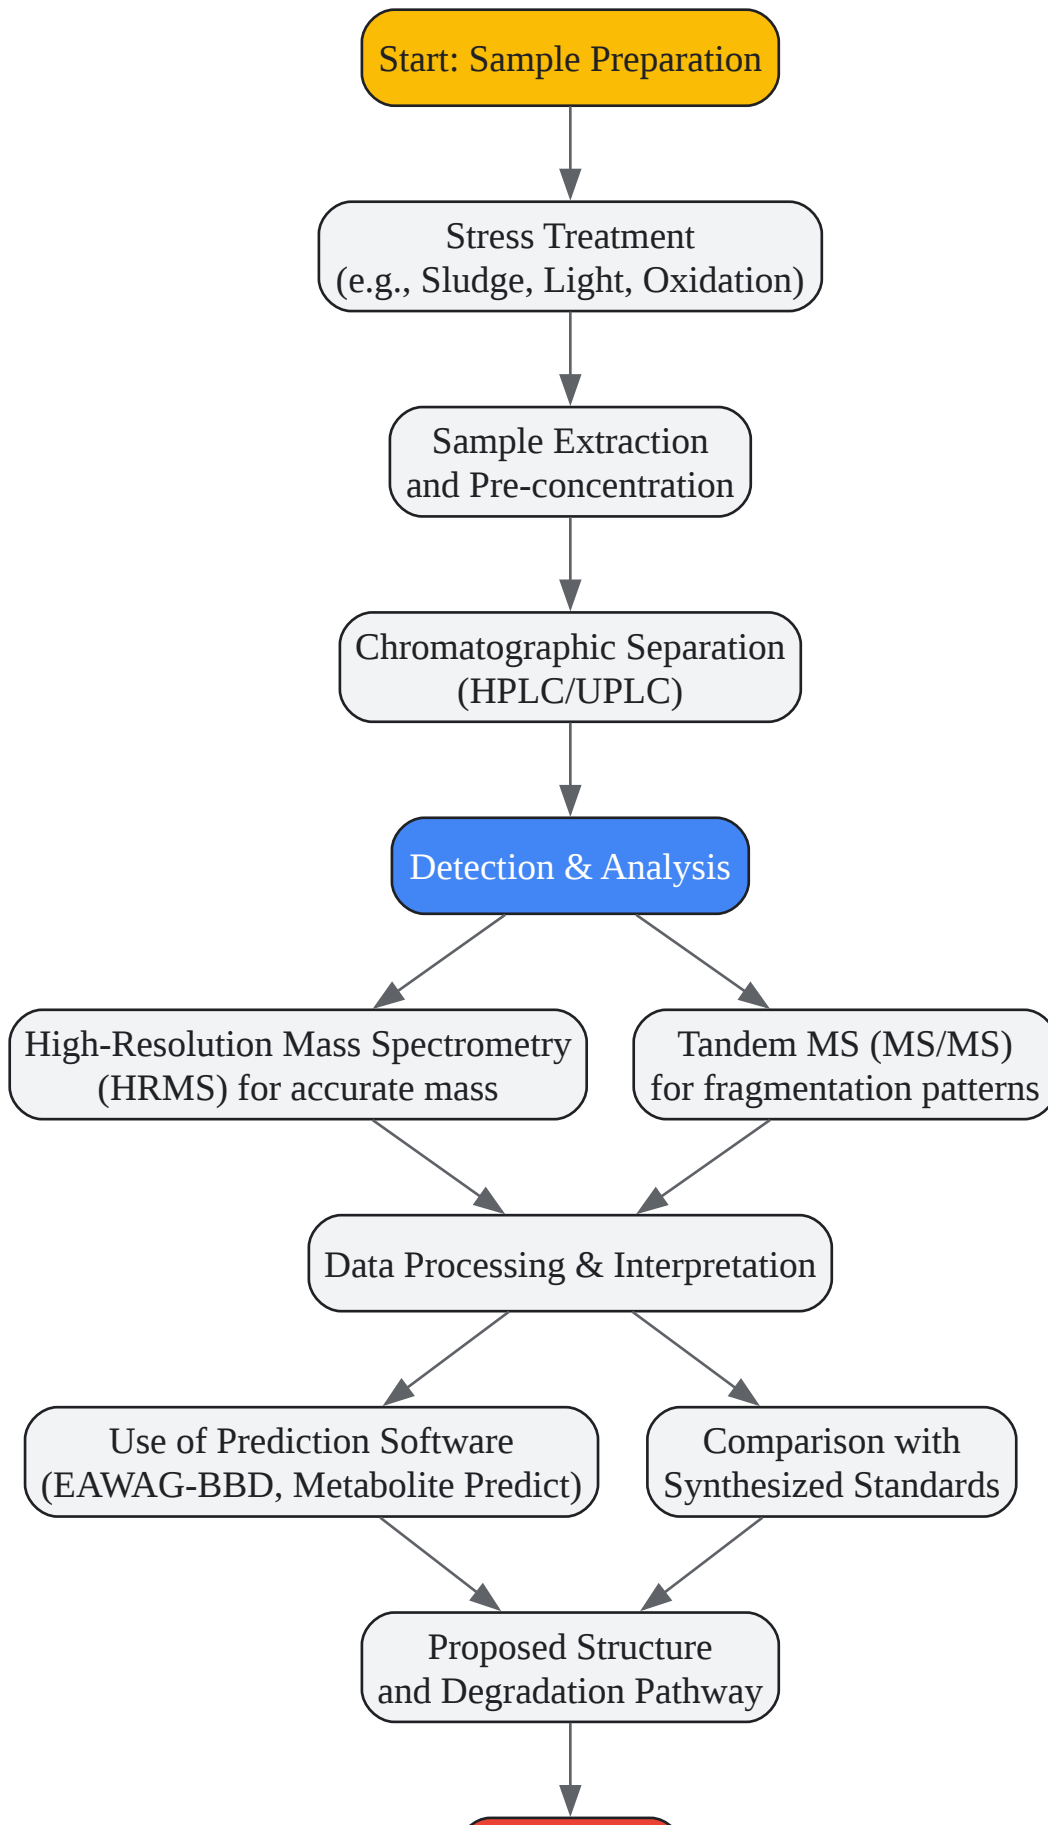 Start: Sample Preparation
Stress Treatment
(e.g., Sludge, Light, Oxidation)
Sample Extraction
and Pre-concentration
Chromatographic Separation
(HPLC/UPLC)
Detection & Analysis
High-Resolution Mass Spectrometry
(HRMS) for accurate mass
Tandem MS (MS/MS)
for fragmentation patterns
Data Processing & Interpretation
Use of Prediction Software
(EAWAG-BBD, Metabolite Predict)
Comparison with
Synthesized Standards
Proposed Structure
and Degradation Pathway